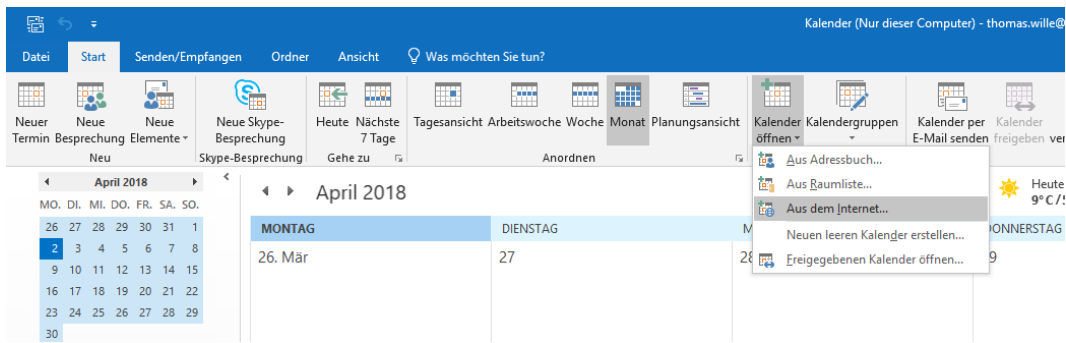 Kalender (Nur dieser Computer) - thomas.wille@
Datei Start Senden/Empfangen Ordner Ansicht Was möchten Sie tun?
Neuer Neue Neue Neue Skype- Heute Nächste Tagesansicht Arbeitswoche Woche Monat Planungsansicht Kalender Kalendergruppen Kalender per Kalender
Termin Besprechung Elemente Besprechung 7 Tage öffnen E-Mail senden freigeben ver
Neu Skype-Besprechung Gehe zu Anordnen
Aus Adressbuch...
Aus Raumliste...
Aus dem Internet...
Neuen leeren Kalender erstellen...
Freigegebenen Kalender öffnen...
April 2018
MO. DI. MI. DO. FR. SA. SO.
26 27 28 29 30 31 1
2 3 4 5 6 7 8
9 10 11 12 13 14 15
16 17 18 19 20 21 22
23 24 25 26 27 28 29
30
April 2018
Heute
9°C/5
MONTAG DIENSTAG M DONNERSTAG
26. Mär 27 28 9